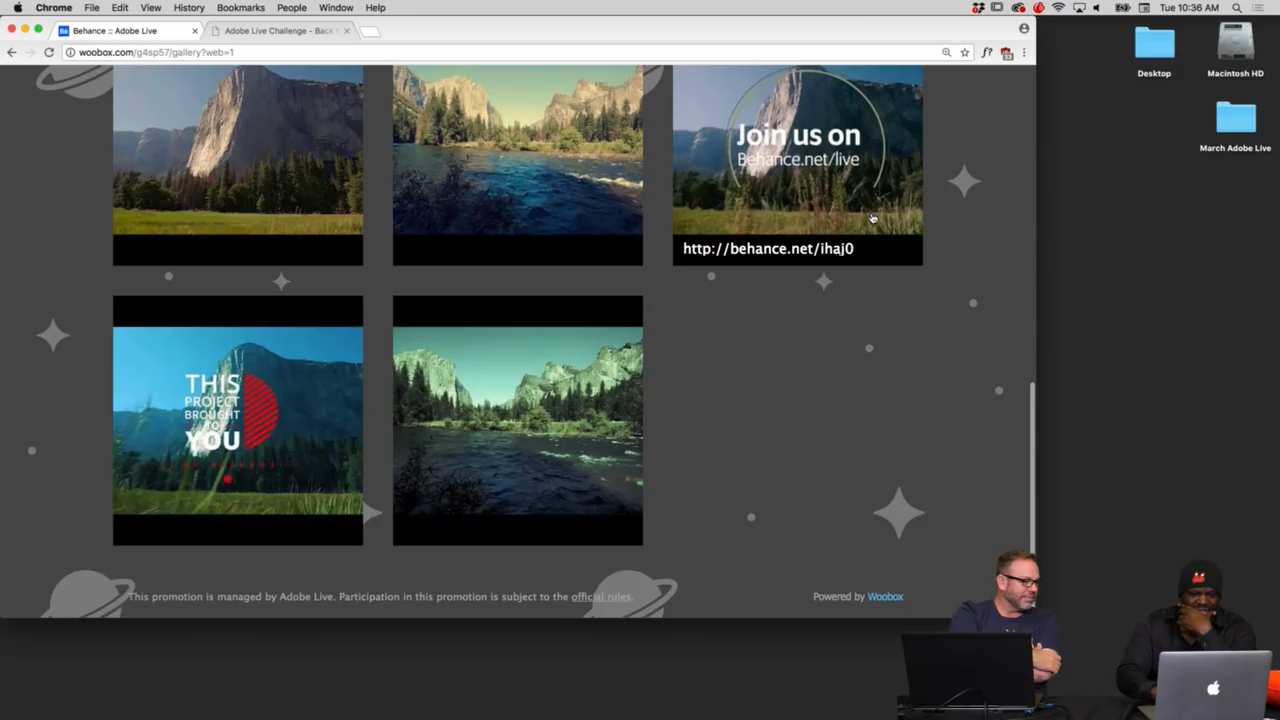 Chrome File Edit View History Bookmarks People Window Help
Tue 10:36 AM
Behance :: Adobe Live
Adobe Live Challenge - Back
woobox.com/g4sp57/gallery?web=1
Desktop
Macintosh HD
March Adobe Live
Join us on
Behance.net/live
http://behance.net/ihaj0
THIS
PROJECT
BROUGHT
TO
YOU
This promotion is managed by Adobe Live. Participation in this promotion is subject to the official rules.
Powered by Woobox